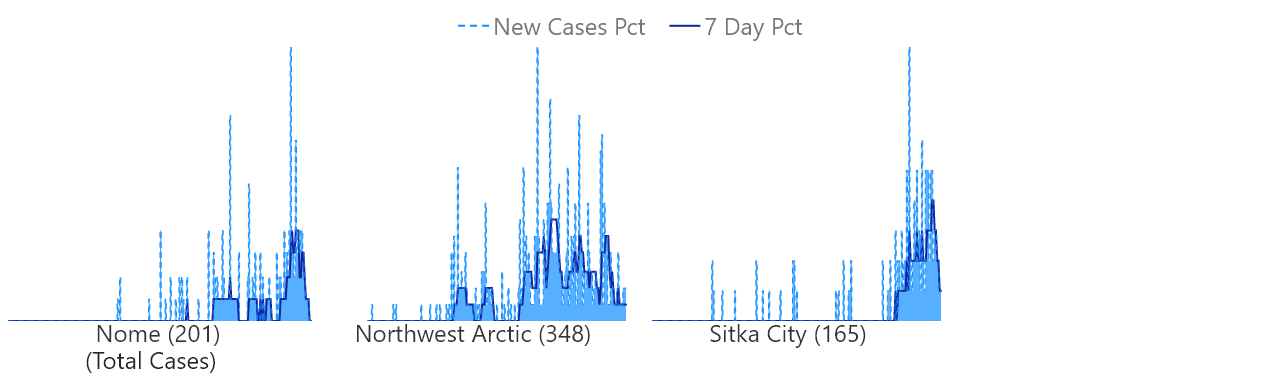 New Cases Pct 7 Day Pct
Nome (201) Northwest Arctic (348) Sitka City (165)
(Total Cases)